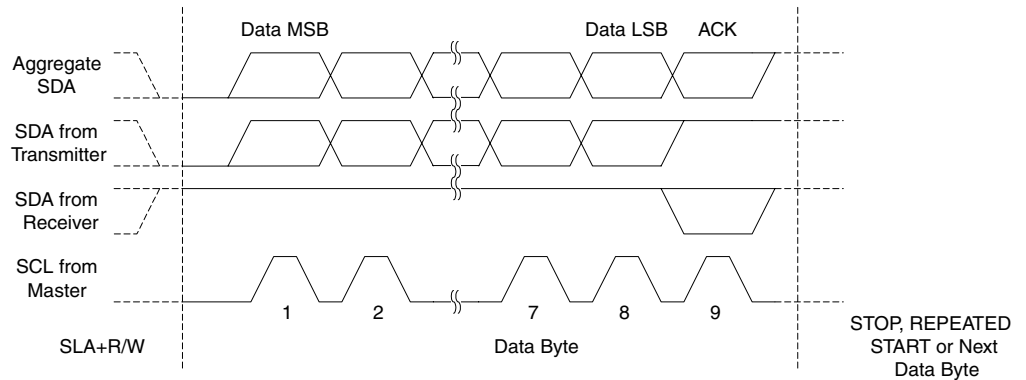 Data MSB
Data LSB
ACK
Aggregate
SDA
SDA from
Transmitter
SDA from
Receiver
SCL from
Master
1
2
7
8
9
SLA+R/W
Data Byte
STOP, REPEATED
START or Next
Data Byte